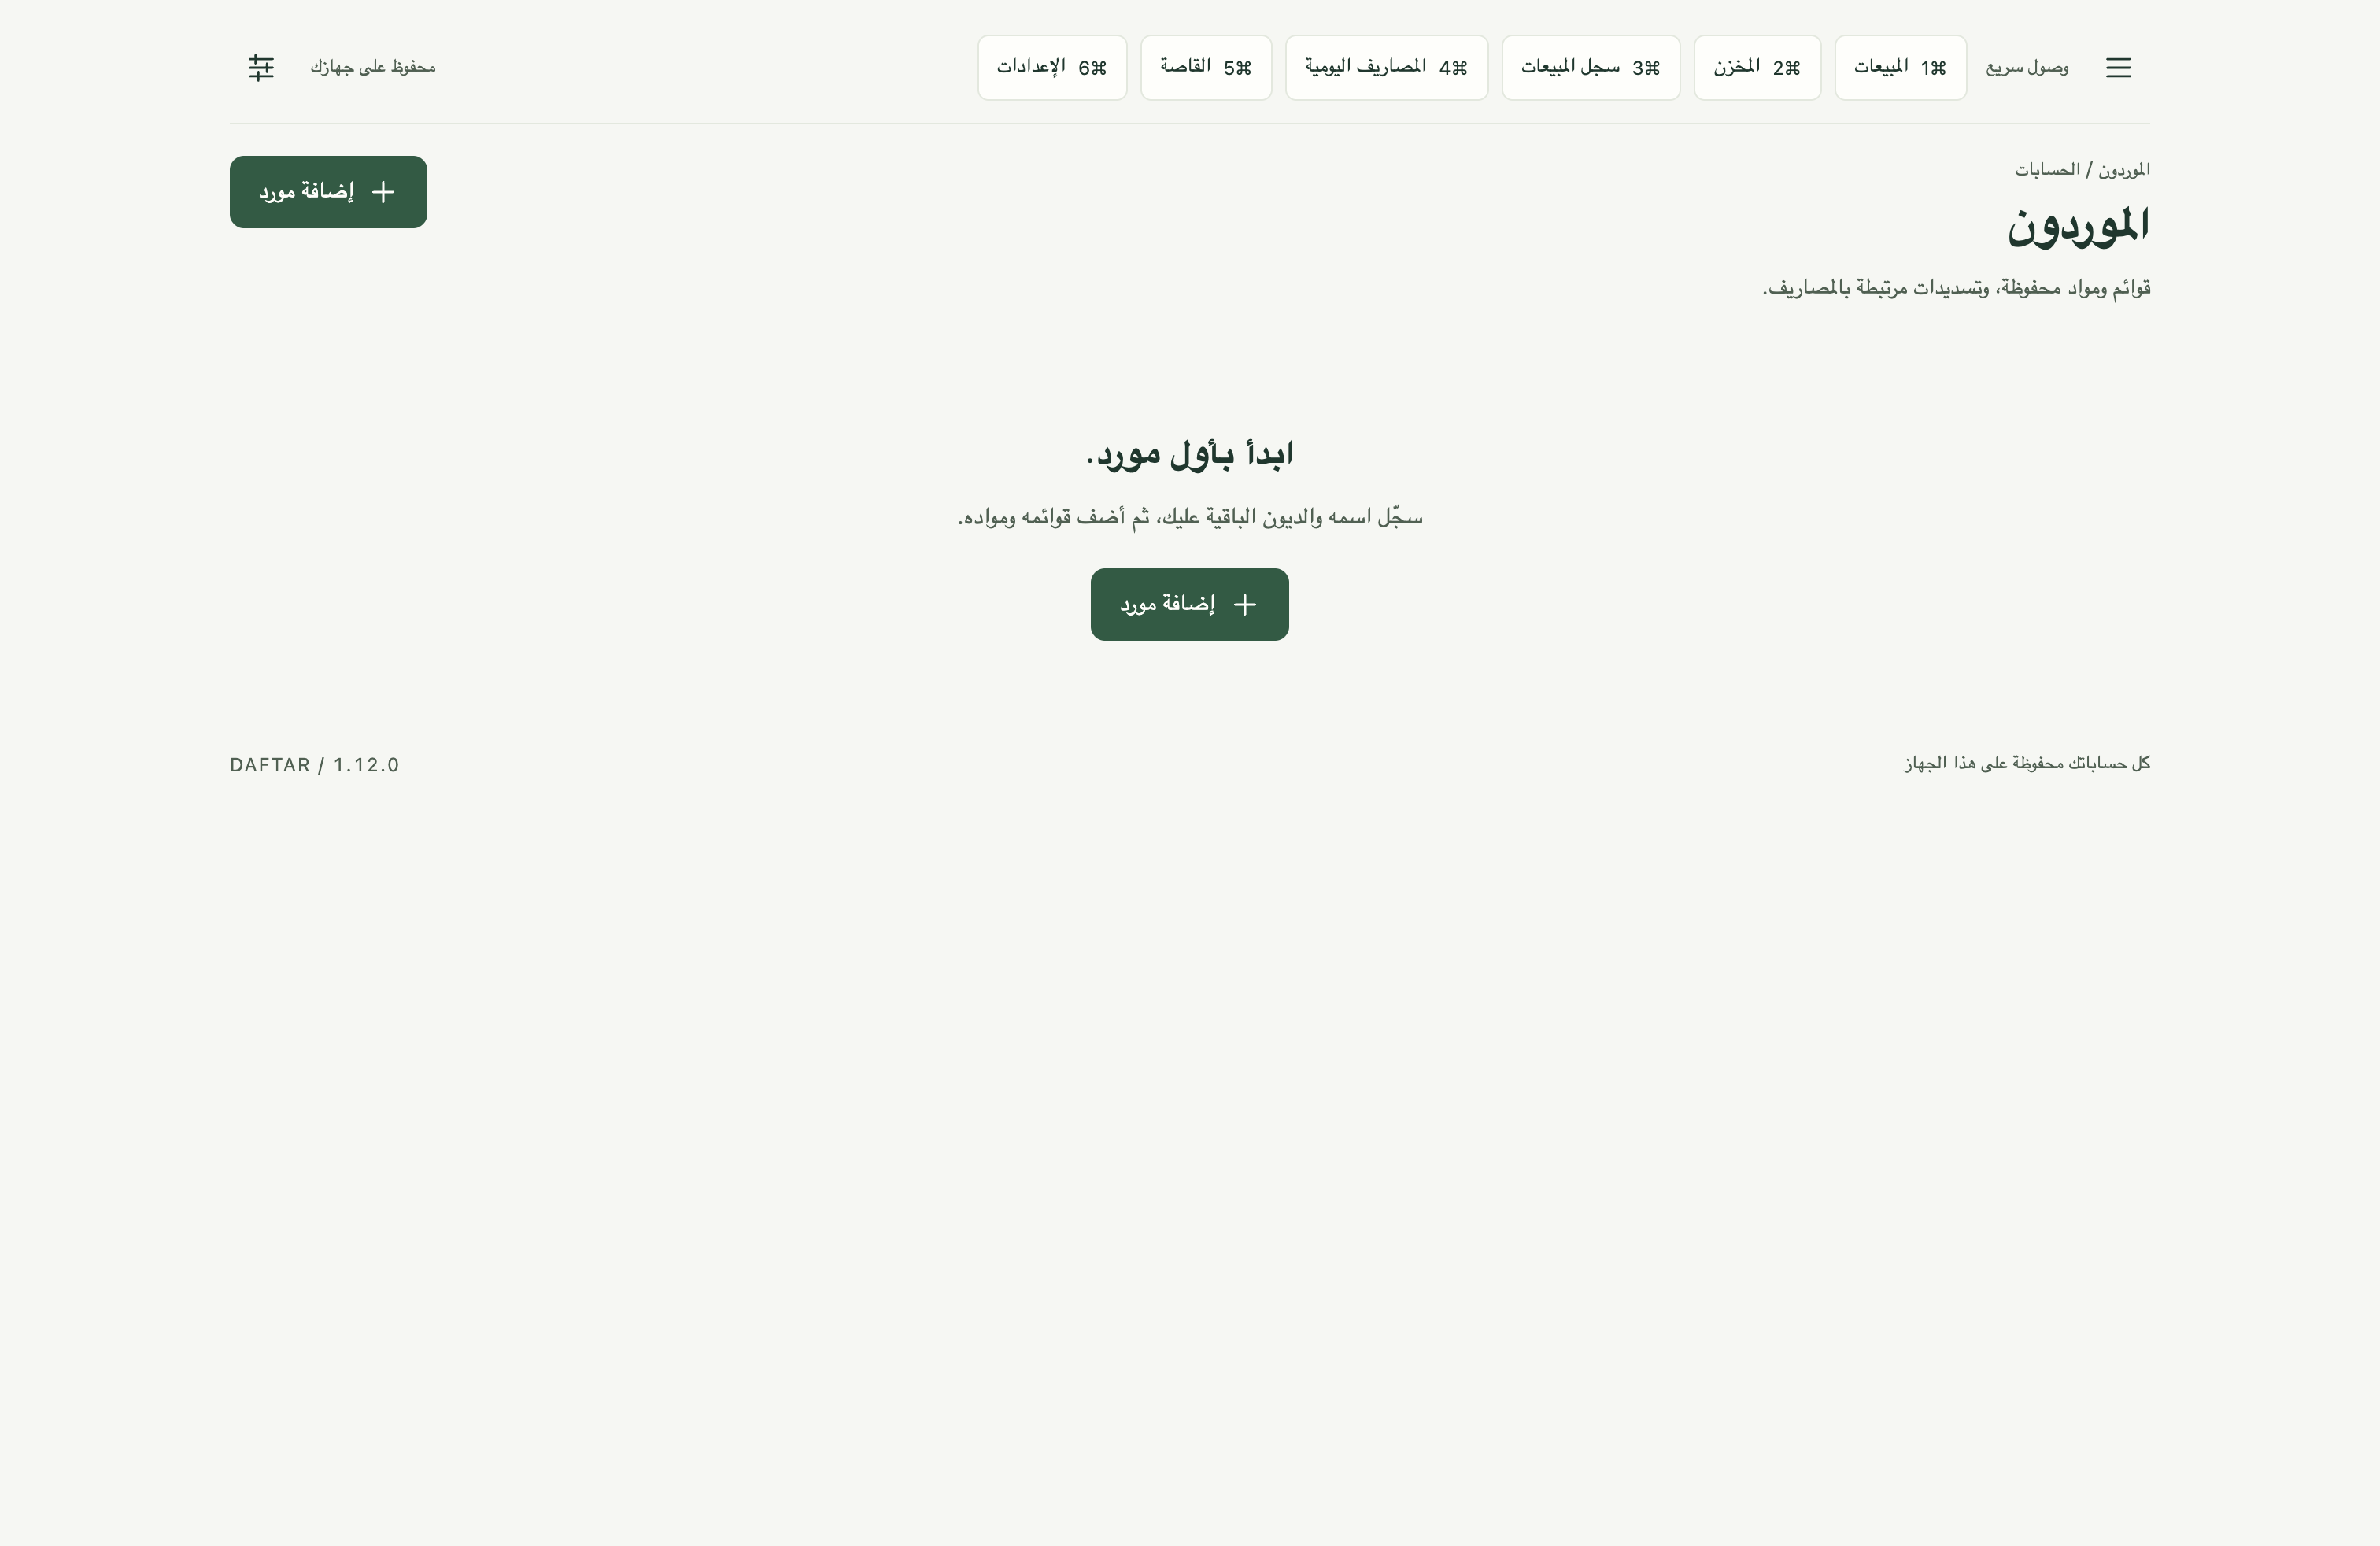 وصول سريع
⌘1 المبيعات
⌘2 المخزن
⌘3 سجل المبيعات
⌘4 المصاريف اليومية
⌘5 القاصة
⌘6 الإعدادات
محفوظ على جهازك
الموردون / الحسابات
الموردون
قوائم ومواد محفوظة، وتسديدات مرتبطة بالمصاريف.
إضافة مورد
ابدأ بأول مورد.
سجّل اسمه والديون الباقية عليك، ثم أضف قوائمه ومواده.
إضافة مورد
كل حساباتك محفوظة على هذا الجهاز
DAFTAR / 1.12.0